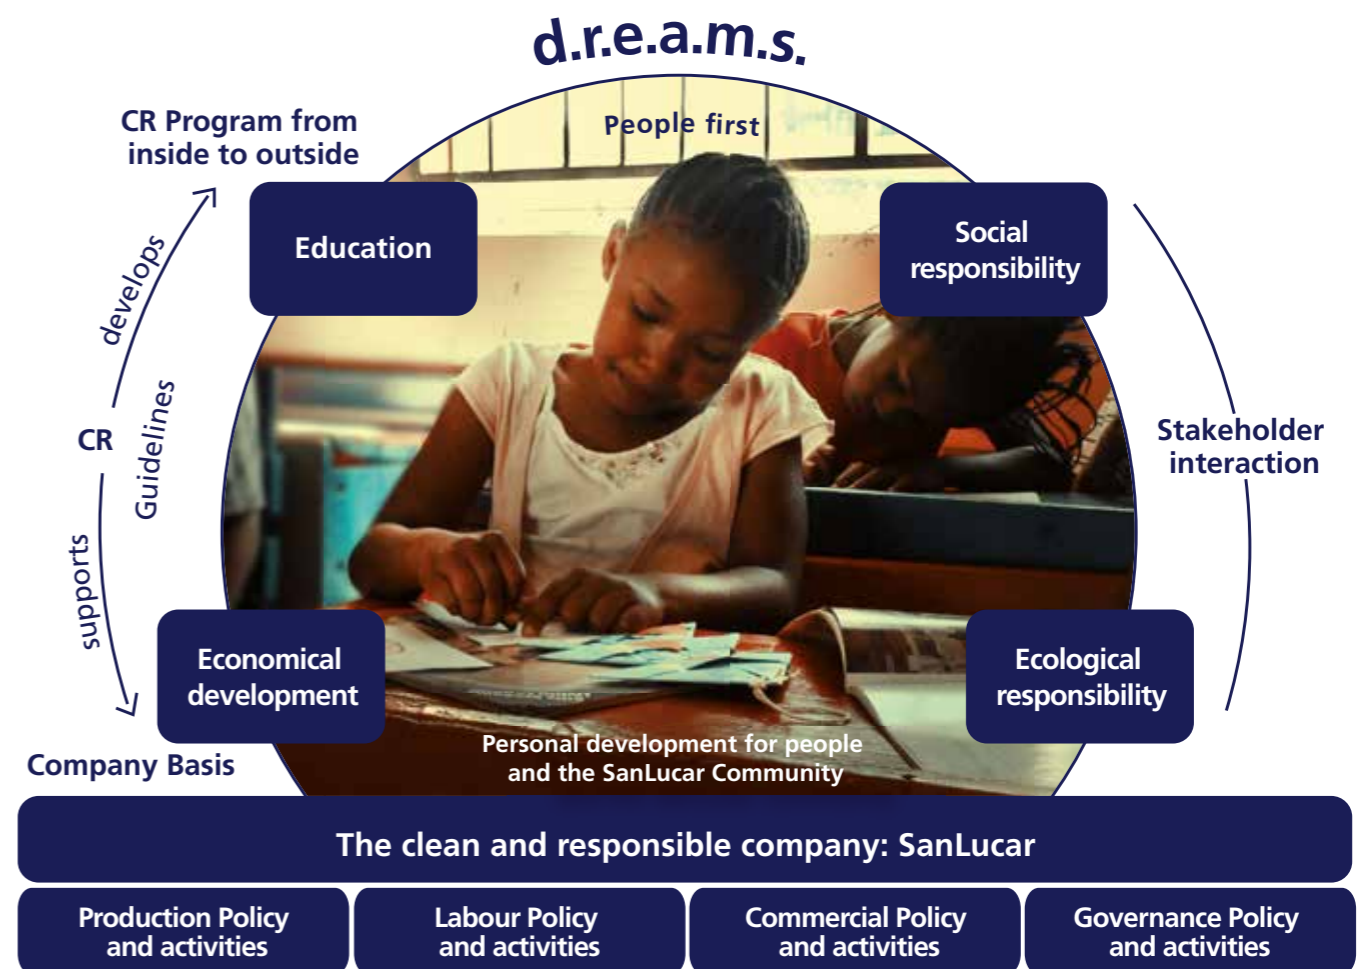 d.r.e.a.m.s.
People first
CR Program from
inside to outside
Education
Social
responsibility
develops
CR
Guidelines
supports
Stakeholder
interaction
Economical
development
Ecological
responsibility
Personal development for people
and the SanLucar Community
Company Basis
The clean and responsible company: SanLucar
Production Policy
and activities
Labour Policy
and activities
Commercial Policy
and activities
Governance Policy
and activities